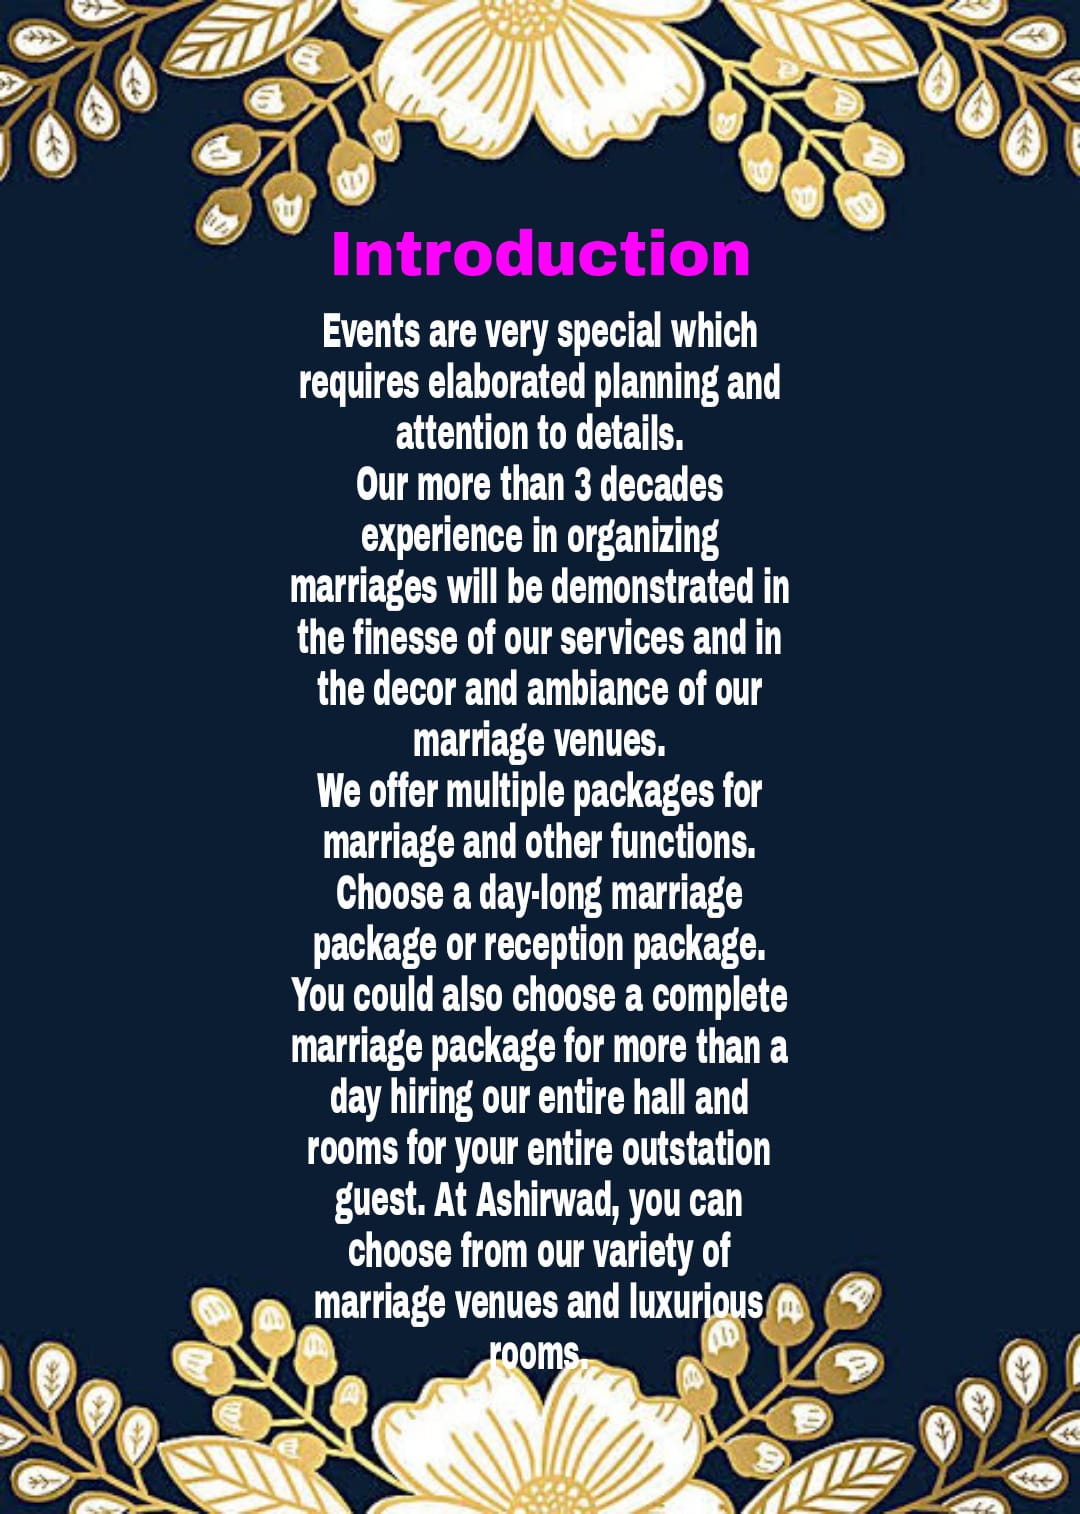 Introduction
Events are very special which
requires elaborated planning and
attention to details.
Our more than 3 decades
experience in organizing
marriages will be demonstrated in
the finesse of our services and in
the decor and ambiance of our
marriage venues.
We offer multiple packages for
marriage and other functions.
Choose a day-long marriage
package or reception package.
You could also choose a complete
marriage package for more than a
day hiring our entire hall and
rooms for your entire outstation
guest. At Ashirwad, you can
choose from our variety of
marriage venues and luxurious
rooms.